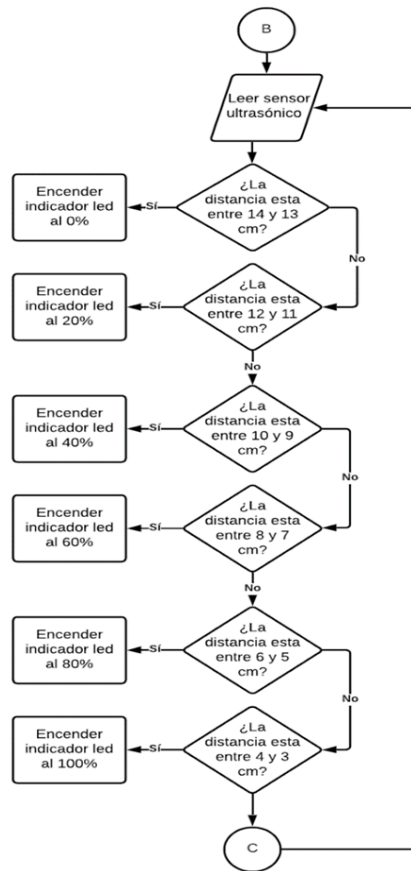 B
Leer sensor
ultrasónico
¿La
distancia esta
entre 14 y 13
cm?
Sí
Encender
indicador led
al 0%
No
¿La
distancia esta
entre 12 y 11
cm?
Sí
Encender
indicador led
al 20%
No
¿La
distancia esta
entre 10 y 9
cm?
Sí
Encender
indicador led
al 40%
No
¿La
distancia esta
entre 8 y 7
cm?
Sí
Encender
indicador led
al 60%
No
¿La
distancia esta
entre 6 y 5
cm?
Sí
Encender
indicador led
al 80%
No
¿La
distancia esta
entre 4 y 3
cm?
Sí
Encender
indicador led
al 100%
C